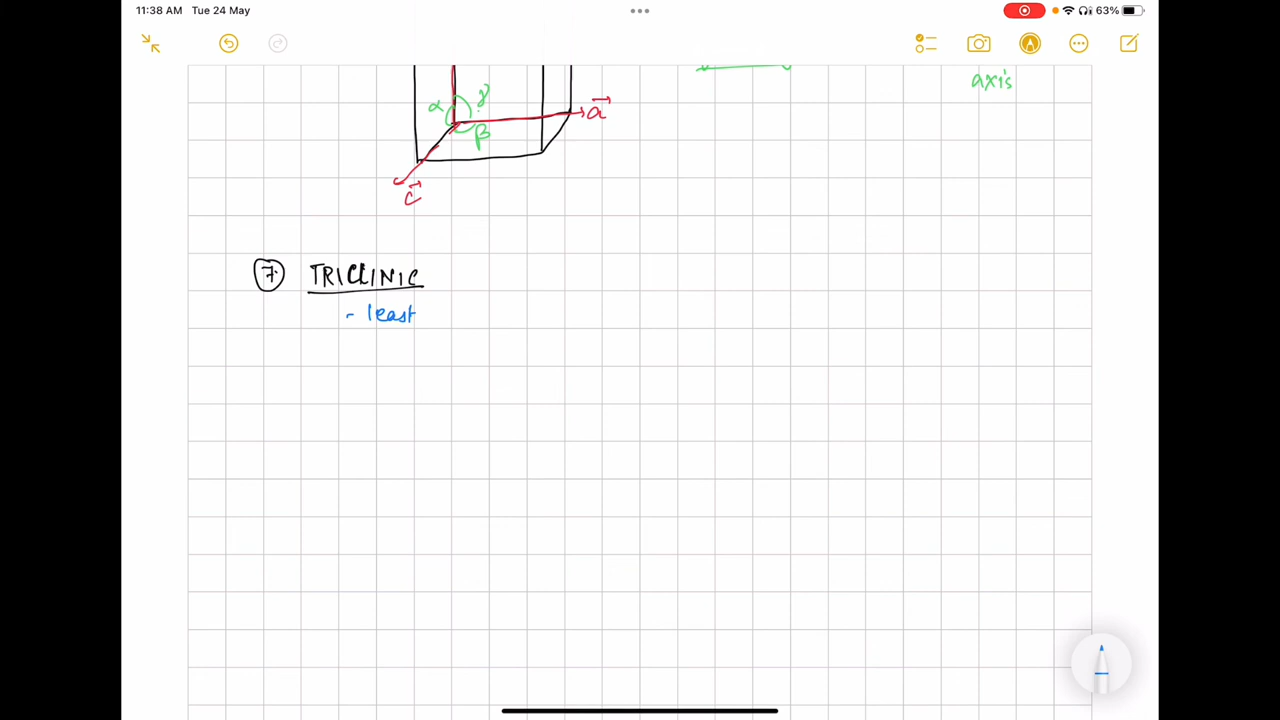 11:38 AM Tue 24 May
63%
axis
α γ
β
a⃗
c⃗
7 TRICLINIC
- least